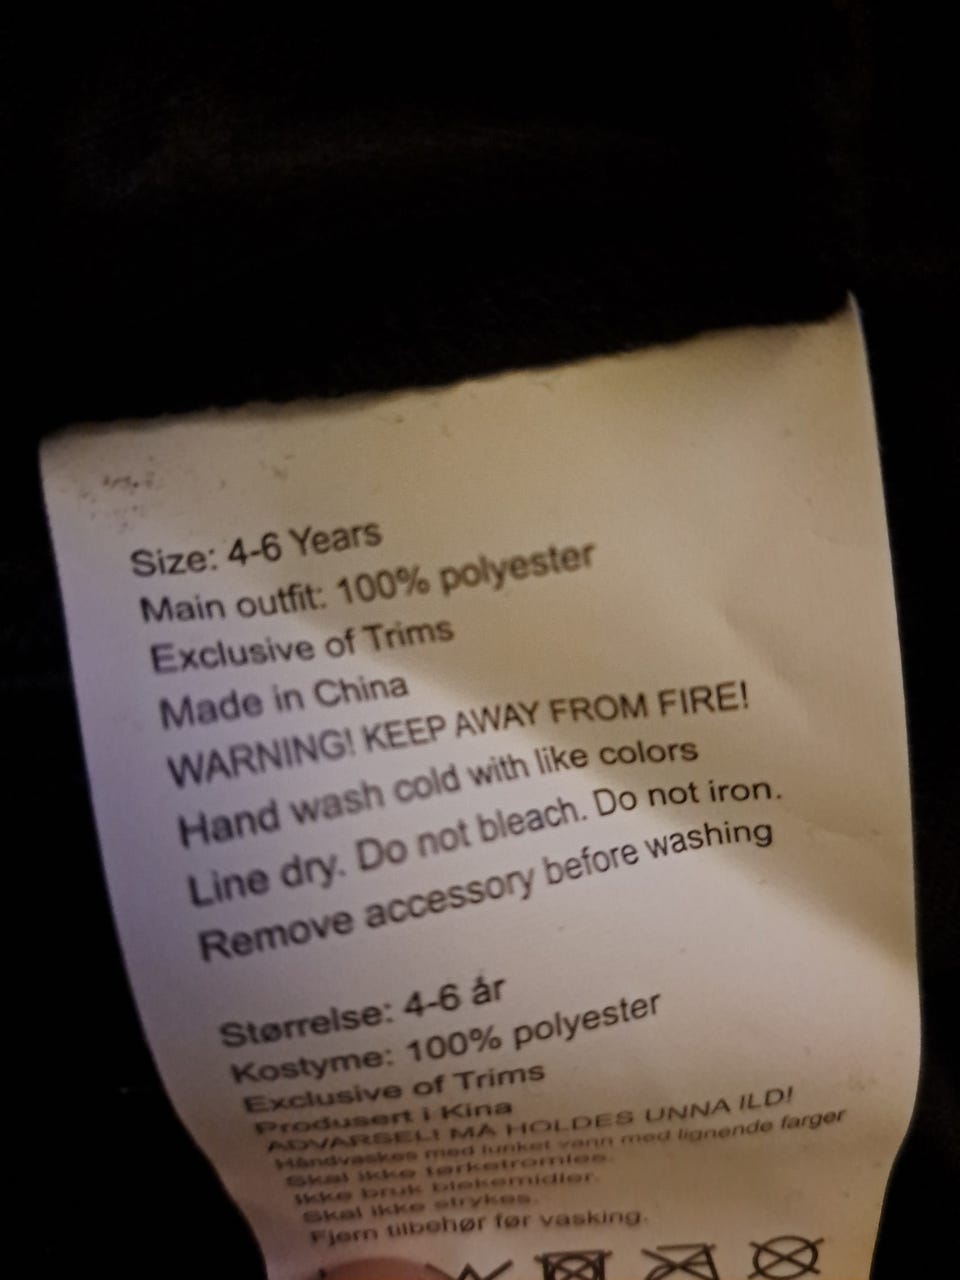 Size: 4-6 Years
Main outfit: 100% polyester
Exclusive of Trims
Made in China
WARNING! KEEP AWAY FROM FIRE!
Hand wash cold with like colors
Line dry. Do not bleach. Do not iron.
Remove accessory before washing
Størrelse: 4-6 år
Kostyme: 100% polyester
Exclusive of Trims
Produsert i Kina
ADVARSEL! MÅ HOLDES UNNA ILD!
Håndvaskes med lunket vann med lignende farger
Skal ikke tørketromles.
Ikke bruk blekemidler.
Skal ikke strykes.
Fjern tilbehør før vasking.